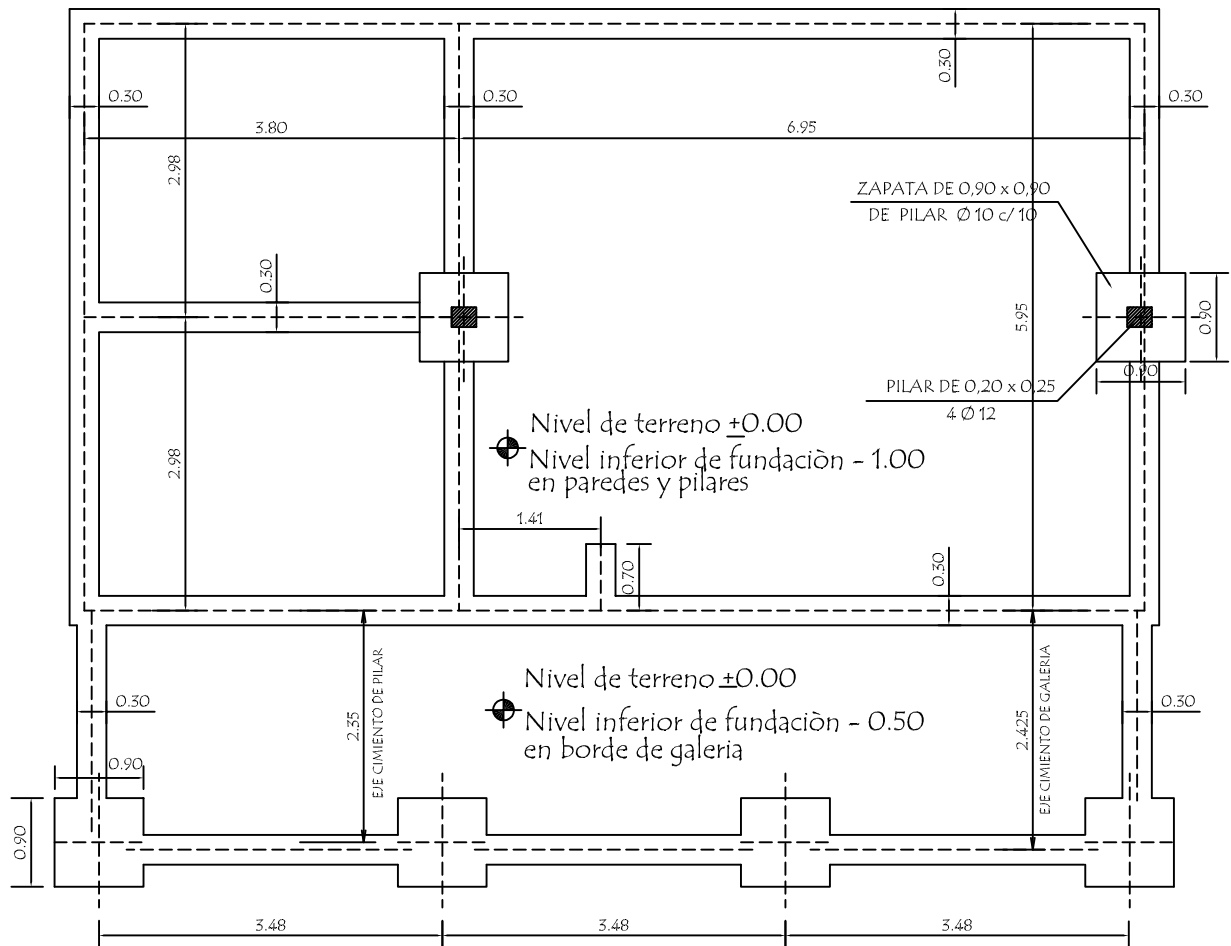 0.30
0.30
0.30
0.30
3.80
6.95
2.98
ZAPATA DE 0,90 x 0,90
DE PILAR Ø 10 c/ 10
0.30
5.95
0.90
0.90
PILAR DE 0,20 x 0,25
4 Ø 12
Nivel de terreno ±0.00
Nivel inferior de fundaciòn - 1.00
en paredes y pilares
2.98
1.41
0.70
0.30
Nivel de terreno ±0.00
Nivel inferior de fundaciòn - 0.50
en borde de galeria
0.30
0.30
2.35
EJE CIMIENTO DE PILAR
2.425
EJE CIMIENTO DE GALERIA
0.90
0.90
3.48
3.48
3.48